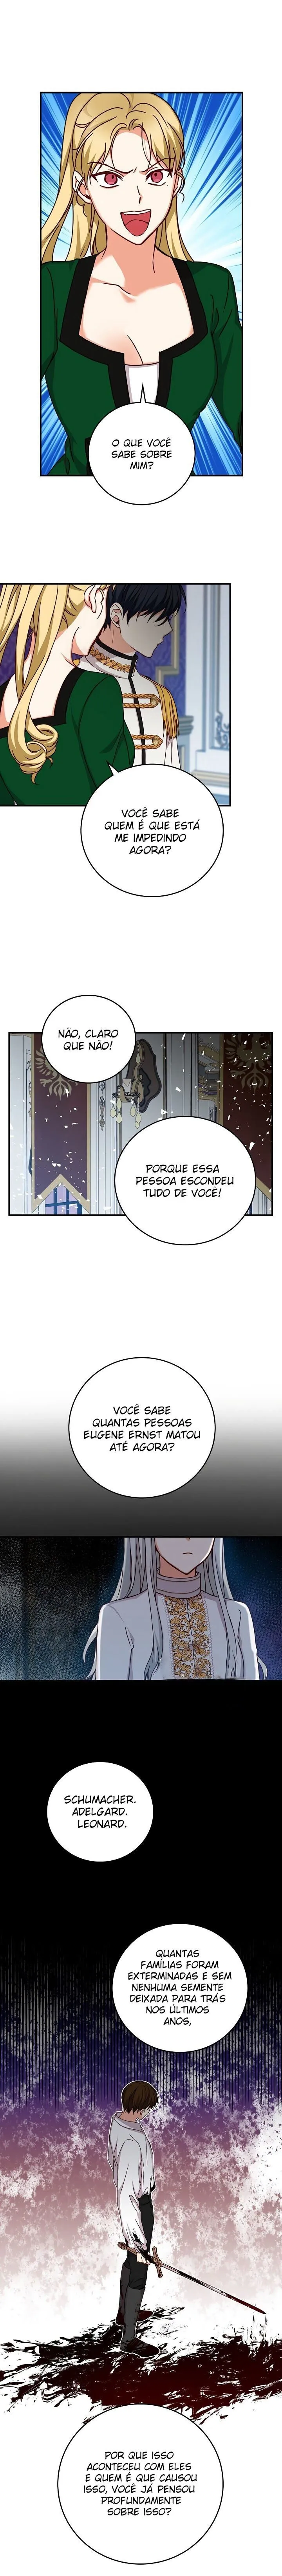 O QUE VOCÊ
SABE SOBRE
MIM?
VOCÊ SABE
QUEM É QUE ESTÁ
ME IMPEDINDO
AGORA?
NÃO, CLARO
QUE NÃO!
PORQUE ESSA
PESSOA ESCONDEU
TUDO DE VOCÊ!
VOCÊ SABE
QUANTAS PESSOAS
EUGENE ERNST MATOU
ATÉ AGORA?
SCHUMACHER.
ADELGARD.
LEONARD.
QUANTAS
FAMÍLIAS FORAM
EXTERMINADAS E SEM
NENHUMA SEMENTE
DEIXADA PARA TRÁS
NOS ÚLTIMOS
ANOS,
POR QUE ISSO
ACONTECEU COM ELES
E QUEM É QUE CAUSOU
ISSO, VOCÊ JÁ PENSOU
PROFUNDAMENTE
SOBRE ISSO?